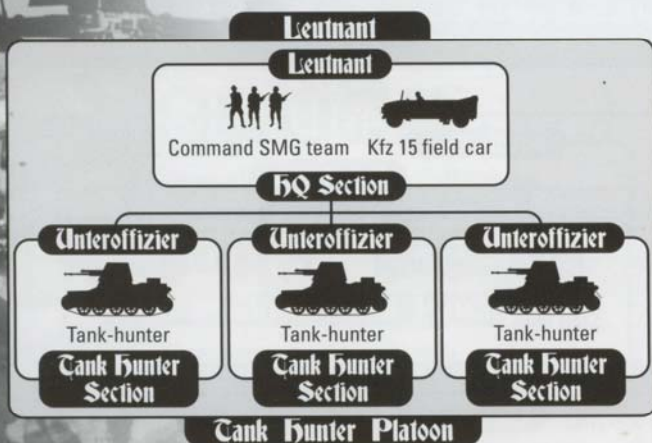 Leutnant
Leutnant
Command SMG team Kfz 15 field car
HQ Section
Unteroffizier Unteroffizier Unteroffizier
Tank-hunter Tank-hunter Tank-hunter
Tank Hunter Tank Hunter Tank Hunter
Section Section Section
Tank Hunter Platoon